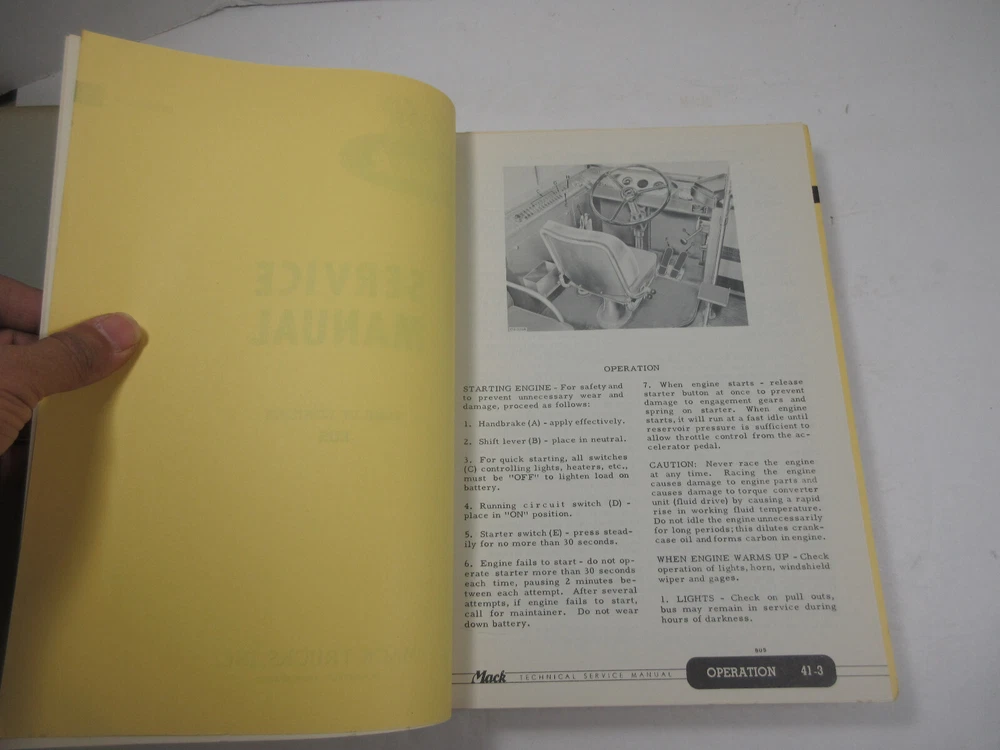 SERVICE
MANUAL
OPERATION
STARTING ENGINE - For safety and
to prevent unnecessary wear and
damage, proceed as follows:
1. Handbrake (A) - apply effectively.
2. Shift lever (B) - place in neutral.
3. For quick starting, all switches
(C) controlling lights, heaters, etc.,
must be "OFF" to lighten load on
battery.
4. Running circuit switch (D) -
place in "ON" position.
5. Starter switch (E) - press stead-
ily for no more than 30 seconds.
6. Engine fails to start - do not op-
erate starter more than 30 seconds
each time, pausing 2 minutes be-
tween each attempt. After several
attempts, if engine fails to start,
call for maintainer. Do not wear
down battery.
7. When engine starts - release
starter button at once to prevent
damage to engagement gears and
spring on starter. When engine
starts, it will run at a fast idle until
reservoir pressure is sufficient to
allow throttle control from the ac-
celerator pedal.
CAUTION: Never race the engine
at any time. Racing the engine
causes damage to engine parts and
causes damage to torque converter
unit (fluid drive) by causing a rapid
rise in working fluid temperature.
Do not idle the engine unnecessarily
for long periods; this dilutes crank-
case oil and forms carbon in engine.
WHEN ENGINE WARMS UP - Check
operation of lights, horn, windshield
wiper and gages.
1. LIGHTS - Check on pull outs,
bus may remain in service during
hours of darkness.
Mack TECHNICAL SERVICE MANUAL
OPERATION 41-3